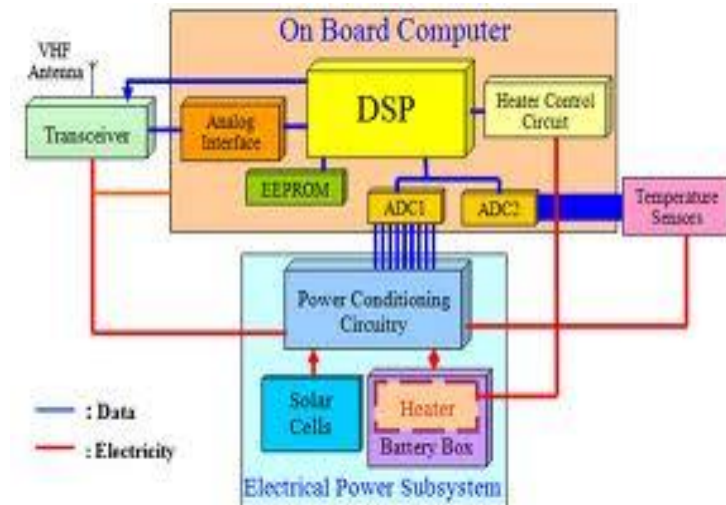 On Board Computer
VHF
Antenna
DSP
Heater Control
Circuit
Transceiver
Analog
Interface
EEPROM
ADC1
ADC2
Temperature
Sensors
Power Conditioning
Circuitry
Solar
Cells
Heater
Battery Box
: Data
: Electricity
Electrical Power Subsystem